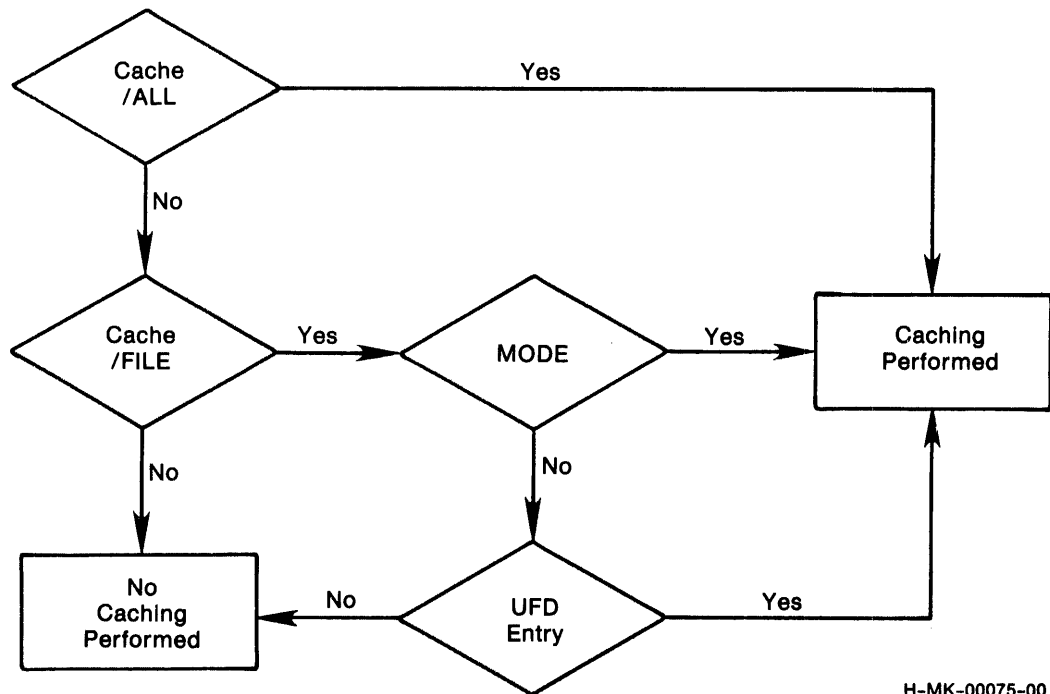 Cache
/ALL
Yes
No
Cache
/FILE
Yes
MODE
Yes
Caching
Performed
No
No
No
Caching
Performed
No
UFD
Entry
Yes
H-MK-00075-00